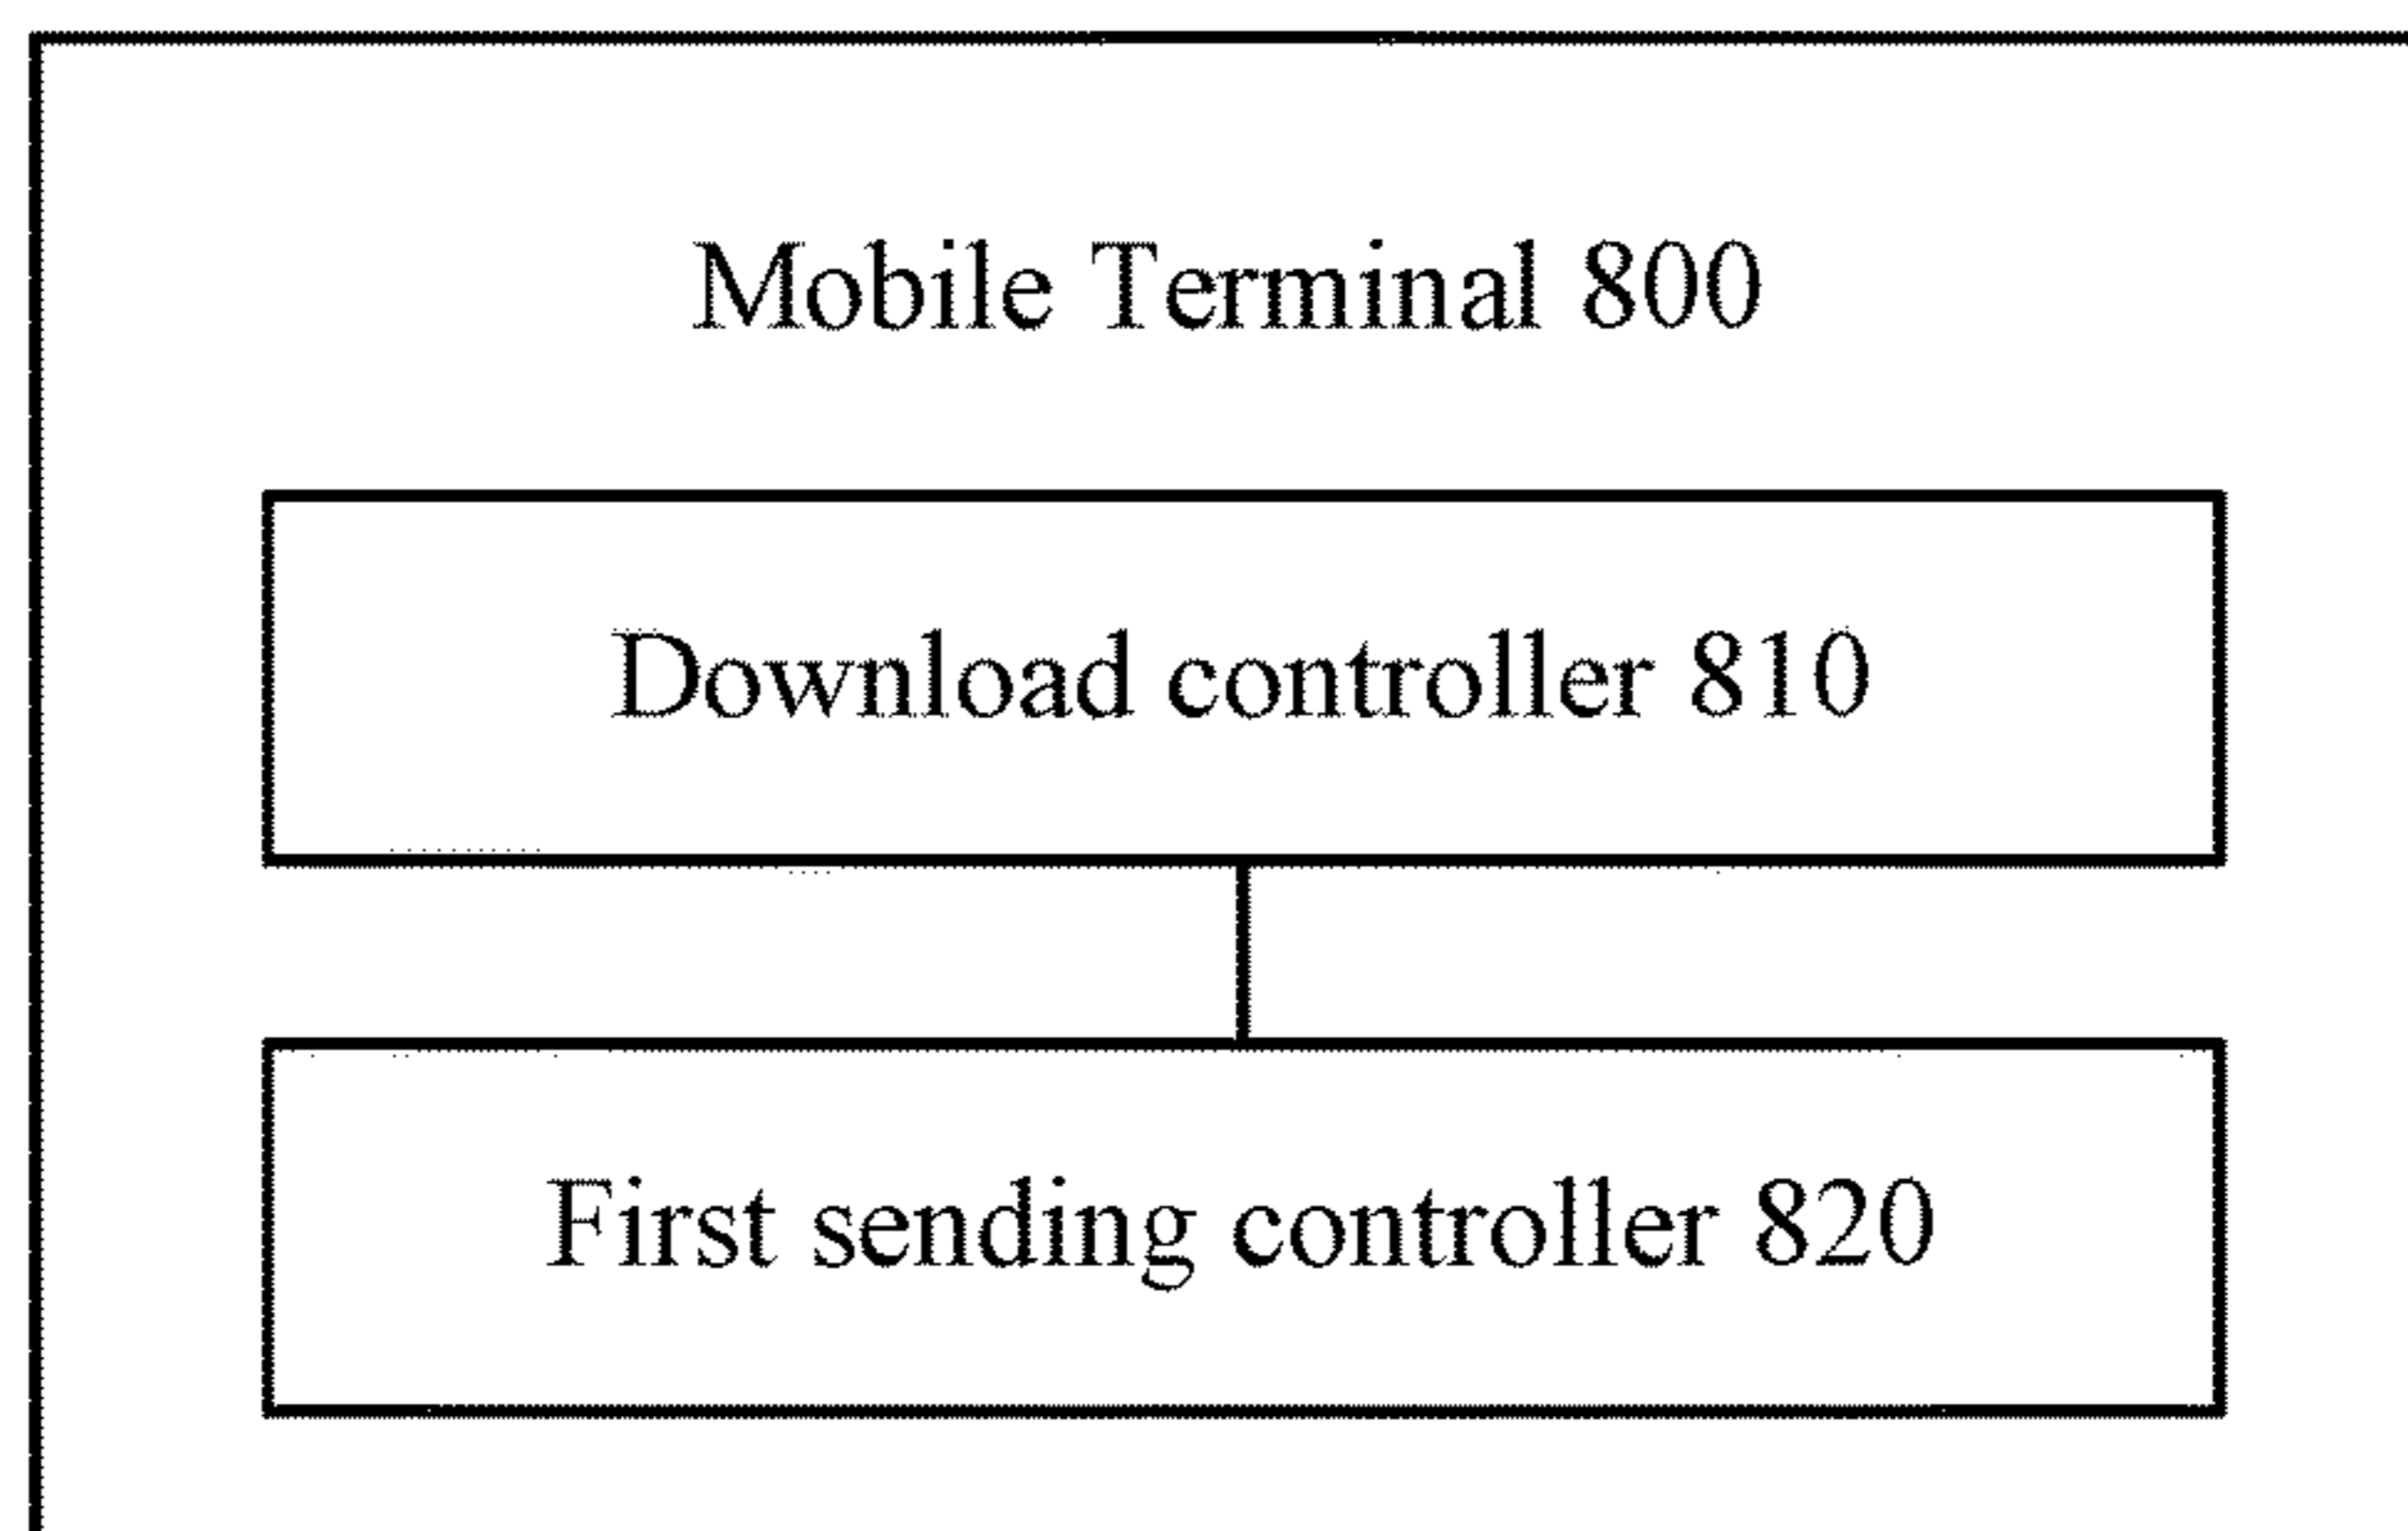 Mobile Terminal 800
Download controller 810
First sending controller 820